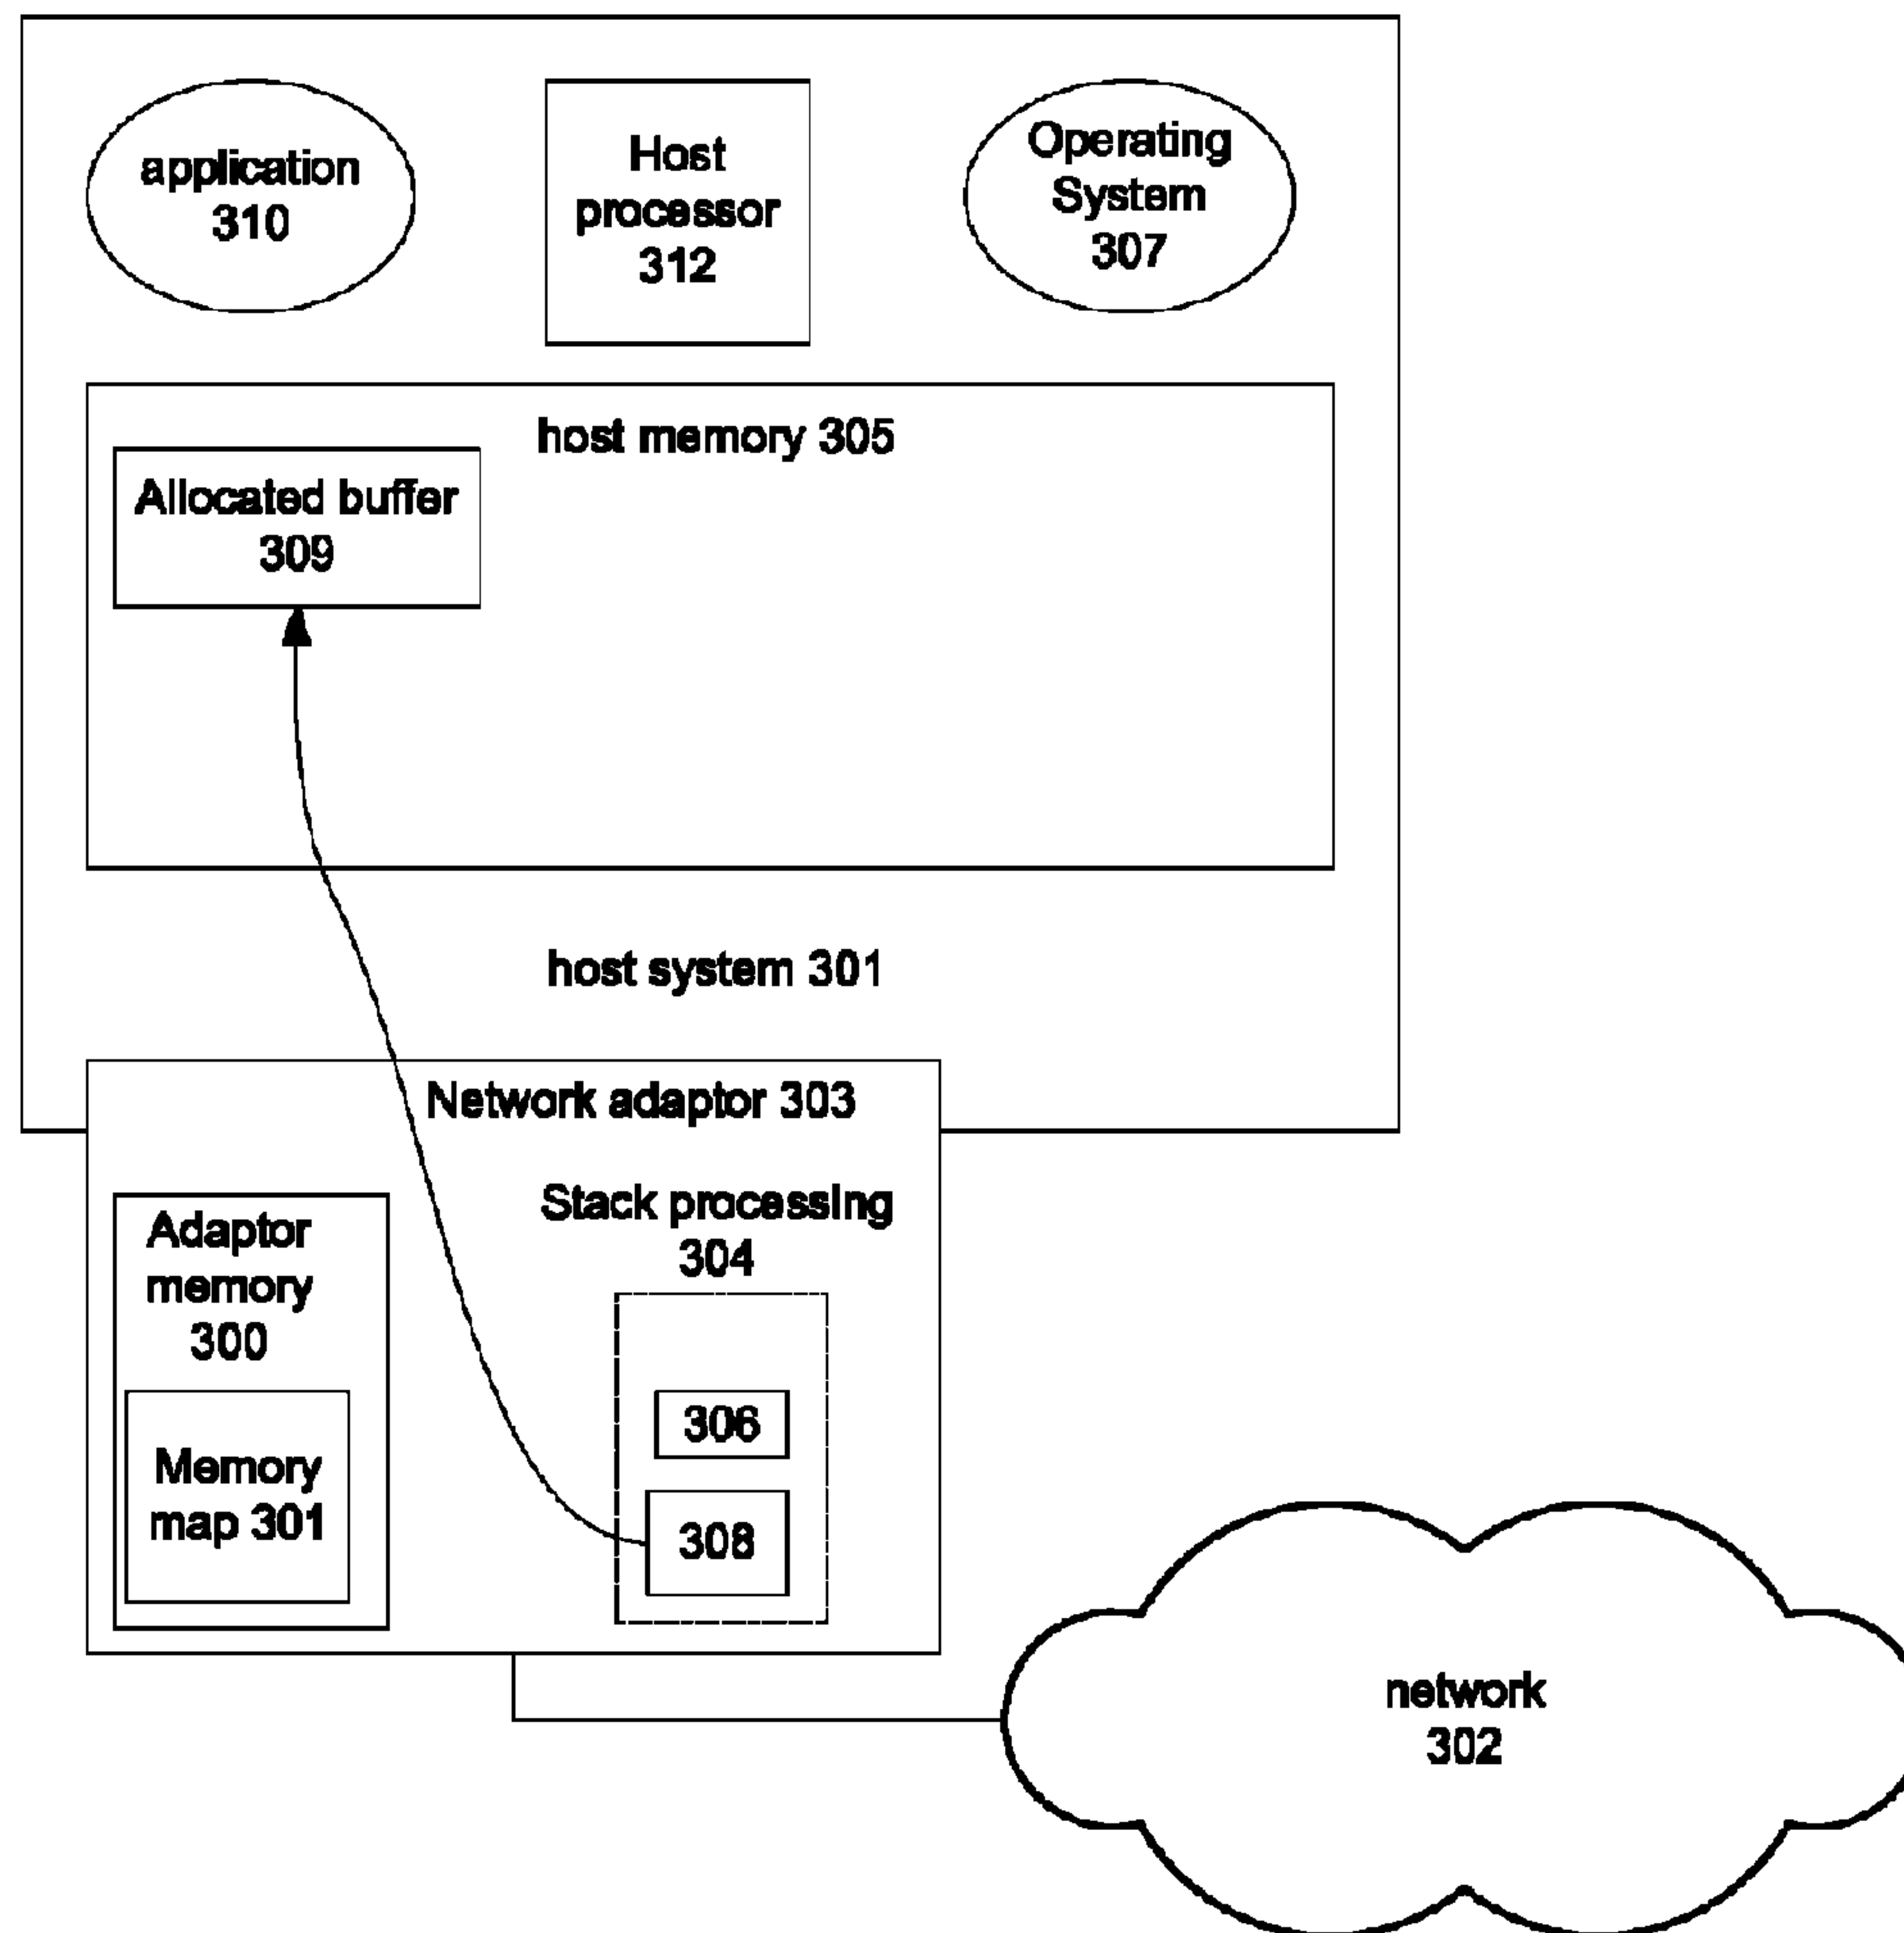 application
310
Host
processor
312
Operating
System
307
host memory 305
Allocated buffer
309
host system 301
Network adaptor 303
Stack processing
304
Adaptor
memory
300
306
Memory
map 301
308
network
302